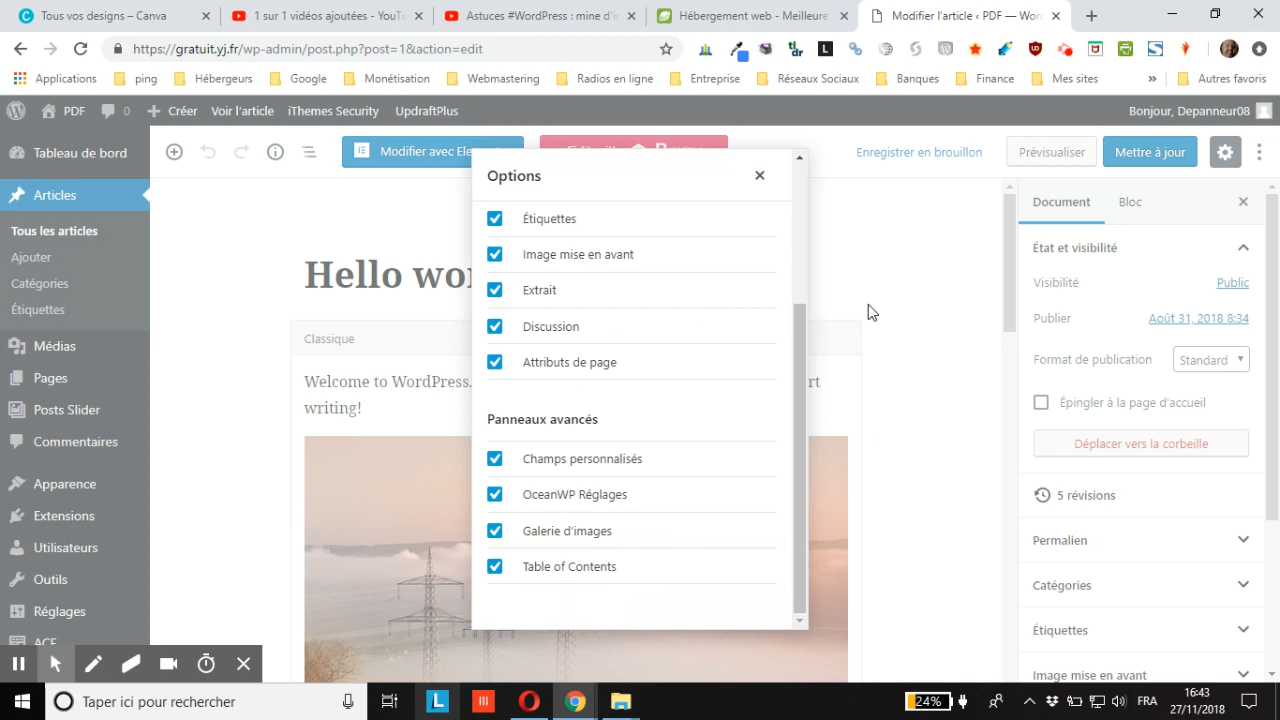 Tous vos designs – Canva
1 sur 1 vidéos ajoutées - YouTu
Astuces #WordPress : mine d'in
Hébergement web - Meilleure
Modifier l'article ‹ PDF — Wor
https://gratuit.yj.fr/wp-admin/post.php?post=1&action=edit
Applications
ping
Hébergeurs
Google
Monétisation
Webmastering
Radios en ligne
Entreprise
Réseaux Sociaux
Banques
Finance
Mes sites
»
Autres favoris
PDF
0
Créer
Voir l'article
iThemes Security
UpdraftPlus
Bonjour, Depanneur08
Tableau de bord
Modifier avec Ele
Enregistrer en brouillon
Prévisualiser
Mettre à jour
Articles
Tous les articles
Ajouter
Catégories
Étiquettes
Médias
Pages
Posts Slider
Commentaires
Apparence
Extensions
Utilisateurs
Outils
Réglages
ACF
Hello wo
Classique
Welcome to WordPress.
rt
writing!
Options
Étiquettes
Image mise en avant
Extrait
Discussion
Attributs de page
Panneaux avancés
Champs personnalisés
OceanWP Réglages
Galerie d'images
Table of Contents
Document
Bloc
État et visibilité
Visibilité
Public
Publier
Août 31, 2018 8:34
Format de publication
Standard
Épingler à la page d'accueil
Déplacer vers la corbeille
5 révisions
Permalien
Catégories
Étiquettes
Image mise en avant
Taper ici pour rechercher
24%
FRA
16:43
27/11/2018